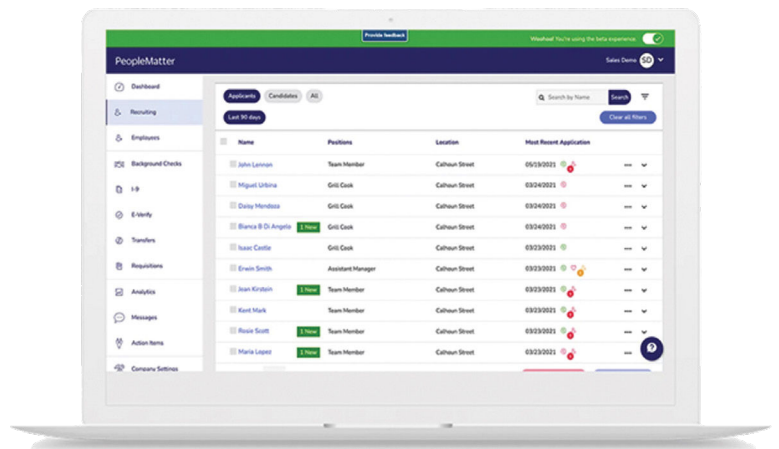 Provide feedback
Woohoo! You're using the beta experience
PeopleMatter
Sales Demo SD
Dashboard
Recruiting
Employees
Background Checks
I-9
E-Verify
Transfers
Requisitions
Analytics
Messages
Action Items
Company Settings
Applicants Candidates All
Search by Name Search
Last 90 days
Clear all filters
Name Positions Location Most Recent Application
John Lennon Team Member Calhoun Street 05/19/2021
Miguel Urbina Grill Cook Calhoun Street 03/24/2021
Daisy Mendoza Grill Cook Calhoun Street 03/24/2021
Bianca B Di Angelo 1 New Grill Cook Calhoun Street 03/24/2021
Isaac Castle Grill Cook Calhoun Street 03/23/2021
Erwin Smith Assistant Manager Calhoun Street 03/23/2021
Jean Kirstein 1 New Team Member Calhoun Street 03/23/2021
Kent Mark Team Member Calhoun Street 03/23/2021
Rosie Scott 1 New Team Member Calhoun Street 03/23/2021
Maria Lopez 1 New Team Member Calhoun Street 03/23/2021